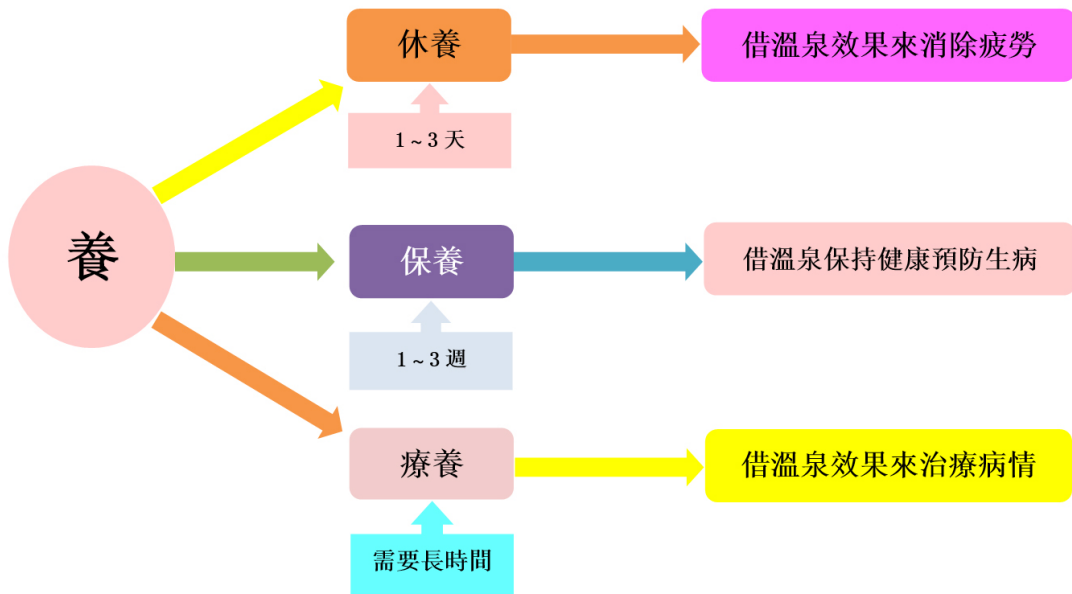 養
休養
借溫泉效果來消除疲勞
1~3 天
保養
借溫泉保持健康預防生病
1~3 週
療養
借溫泉效果來治療病情
需要長時間